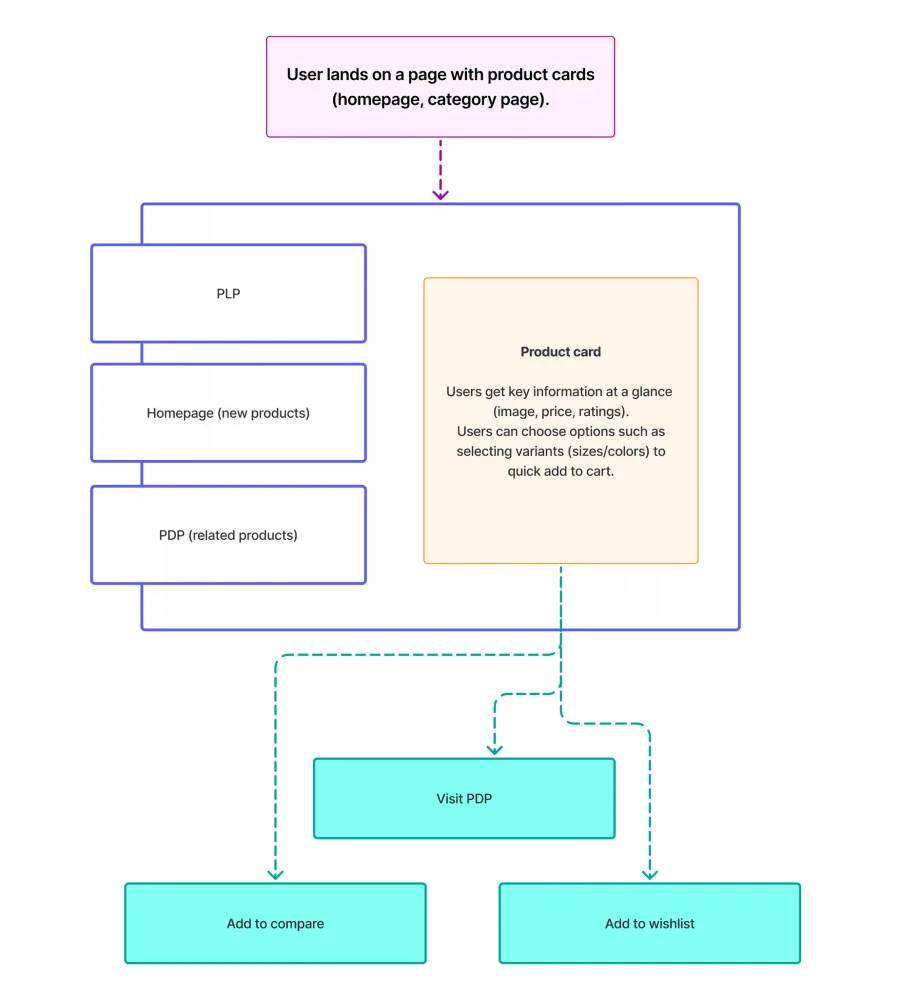 User lands on a page with product cards
(homepage, category page).
PLP
Homepage (new products)
PDP (related products)
Product card
Users get key information at a glance
(image, price, ratings).
Users can choose options such as
selecting variants (sizes/colors) to
quick add to cart.
Visit PDP
Add to compare
Add to wishlist